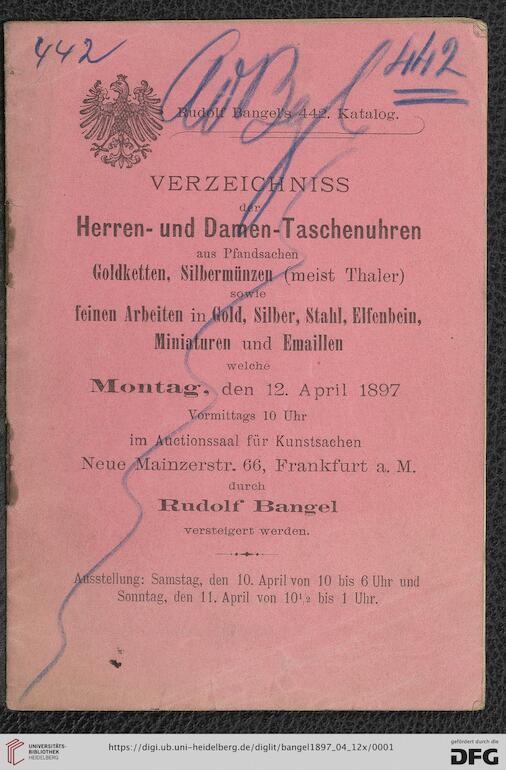 442
442
Rudolf Bangel's 442. Katalog.
VERZEICHNISS
der
Herren- und Damen-Taschenuhren
aus Pfandsachen
Goldketten, Silbermünzen (meist Thaler)
sowie
feinen Arbeiten in Gold, Silber, Stahl, Elfenbein,
Miniaturen und Emaillen
welche
Montag, den 12. April 1897
Vormittags 10 Uhr
im Auctionssaal für Kunstsachen
Neue Mainzerstr. 66, Frankfurt a. M.
durch
Rudolf Bangel
versteigert werden.
Ausstellung: Samstag, den 10. April von 10 bis 6 Uhr und
Sonntag, den 11. April von 10 1/2 bis 1 Uhr.
UNIVERSITÄTS-
BIBLIOTHEK
HEIDELBERG
https://digi.ub.uni-heidelberg.de/diglit/bangel1897_04_12x/0001
gefördert durch die
DFG